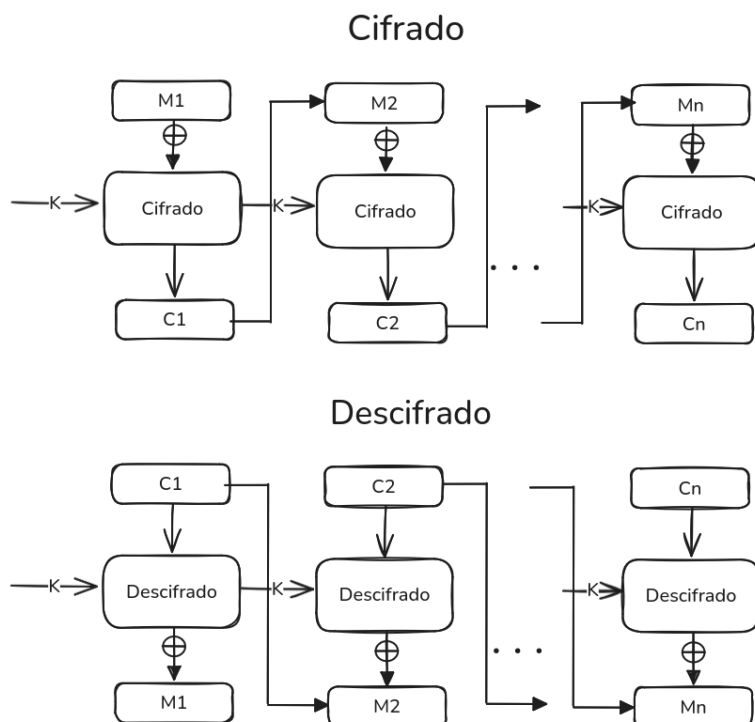 Cifrado
M1
M2
Mn
K
Cifrado
K
Cifrado
K
Cifrado
. . .
C1
C2
Cn
Descifrado
C1
C2
Cn
K
Descifrado
K
Descifrado
K
Descifrado
. . .
M1
M2
Mn